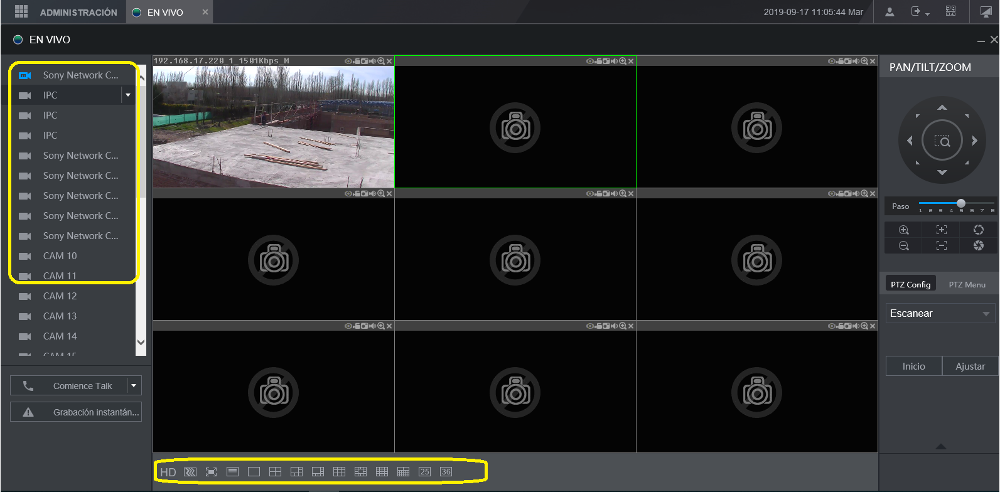 ADMINISTRACIÓN
EN VIVO
2019-09-17 11:05:44 Mar
EN VIVO
Sony Network C...
IPC
IPC
IPC
Sony Network C...
Sony Network C...
Sony Network C...
Sony Network C...
Sony Network C...
CAM 10
CAM 11
CAM 12
CAM 13
CAM 14
CAM 15
Comience Talk
Grabación instantán...
192.168.17.220_1_1501Kbps_M
HD
25
36
PAN/TILT/ZOOM
Paso
1 2 3 4 5 6 7 8
PTZ Config
PTZ Menu
Escanear
Inicio
Ajustar